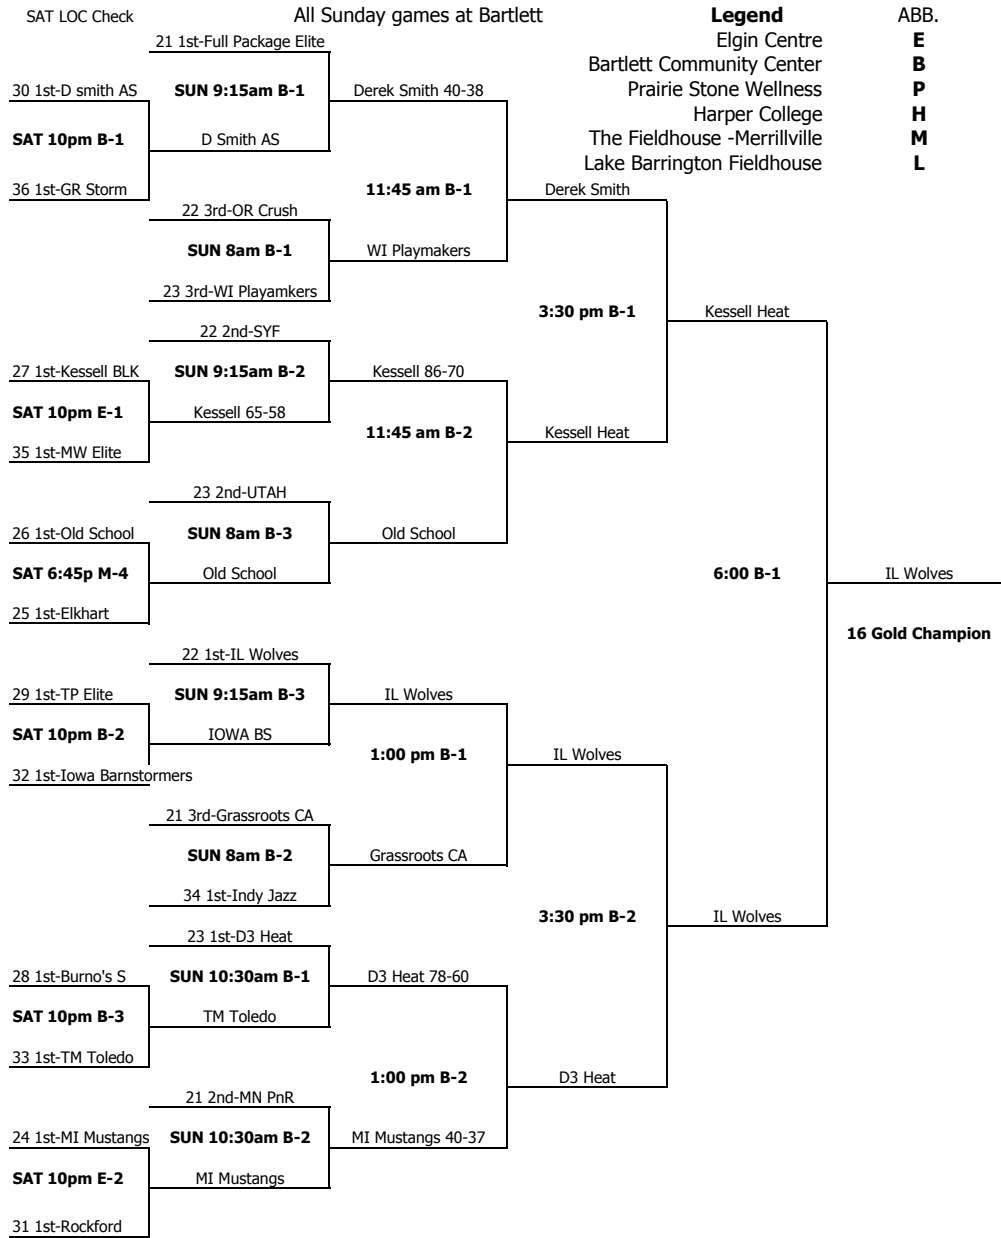 SAT LOC Check
All Sunday games at Bartlett
Legend ABB.
Elgin Centre E
Bartlett Community Center B
Prairie Stone Wellness P
Harper College H
The Fieldhouse -Merrillville M
Lake Barrington Fieldhouse L
21 1st-Full Package Elite
30 1st-D smith AS
SUN 9:15am B-1
Derek Smith 40-38
SAT 10pm B-1
D Smith AS
36 1st-GR Storm
11:45 am B-1
Derek Smith
22 3rd-OR Crush
SUN 8am B-1
WI Playmakers
23 3rd-WI Playamkers
3:30 pm B-1
Kessell Heat
22 2nd-SYF
27 1st-Kessell BLK
SUN 9:15am B-2
Kessell 86-70
SAT 10pm E-1
Kessell 65-58
11:45 am B-2
Kessell Heat
35 1st-MW Elite
23 2nd-UTAH
26 1st-Old School
SUN 8am B-3
Old School
SAT 6:45p M-4
Old School
6:00 B-1
IL Wolves
25 1st-Elkhart
16 Gold Champion
22 1st-IL Wolves
29 1st-TP Elite
SUN 9:15am B-3
IL Wolves
SAT 10pm B-2
IOWA BS
1:00 pm B-1
IL Wolves
32 1st-Iowa Barnstormers
21 3rd-Grassroots CA
SUN 8am B-2
Grassroots CA
34 1st-Indy Jazz
3:30 pm B-2
IL Wolves
23 1st-D3 Heat
28 1st-Burno's S
SUN 10:30am B-1
D3 Heat 78-60
SAT 10pm B-3
TM Toledo
33 1st-TM Toledo
1:00 pm B-2
D3 Heat
21 2nd-MN PnR
24 1st-MI Mustangs
SUN 10:30am B-2
MI Mustangs 40-37
SAT 10pm E-2
MI Mustangs
31 1st-Rockford